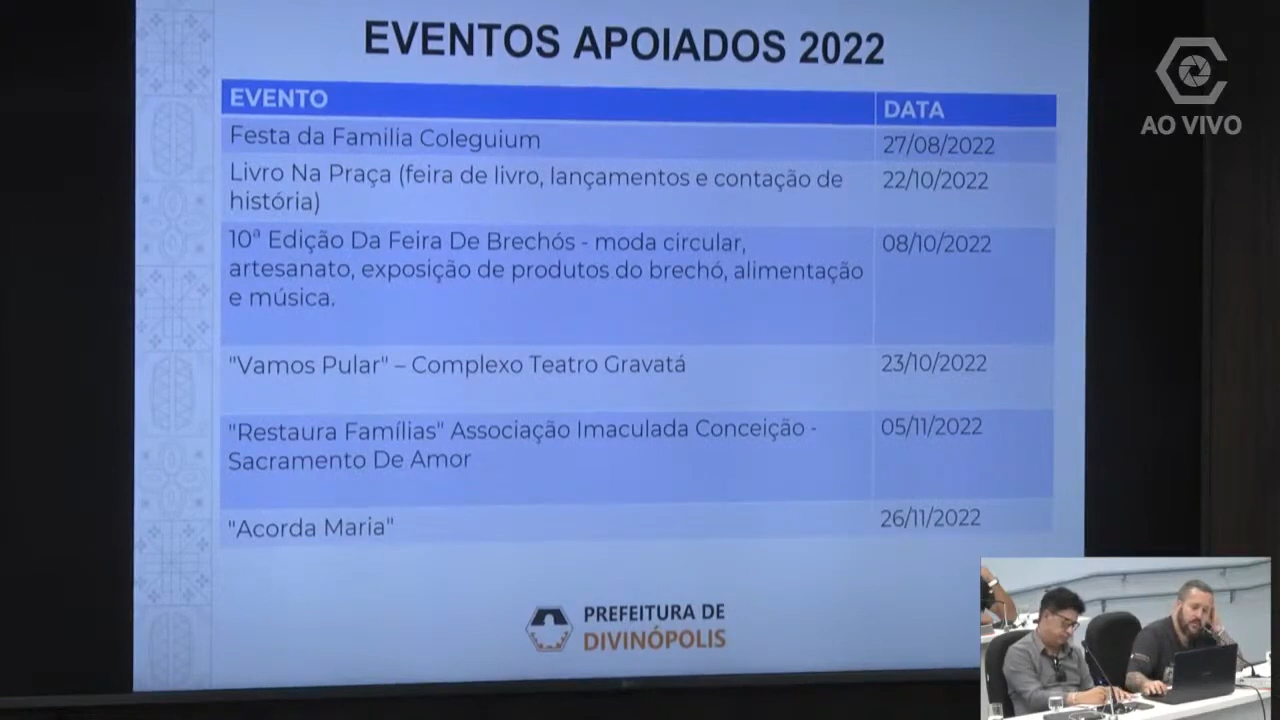 EVENTOS APOIADOS 2022
AO VIVO
EVENTO DATA
Festa da Familia Coleguium 27/08/2022
Livro Na Praça (feira de livro, lançamentos e contação de 22/10/2022
história)
10ª Edição Da Feira De Brechós - moda circular, 08/10/2022
artesanato, exposição de produtos do brechó, alimentação
e música.
"Vamos Pular" – Complexo Teatro Gravatá 23/10/2022
"Restaura Famílias" Associação Imaculada Conceição - 05/11/2022
Sacramento De Amor
"Acorda Maria" 26/11/2022
PREFEITURA DE
DIVINÓPOLIS